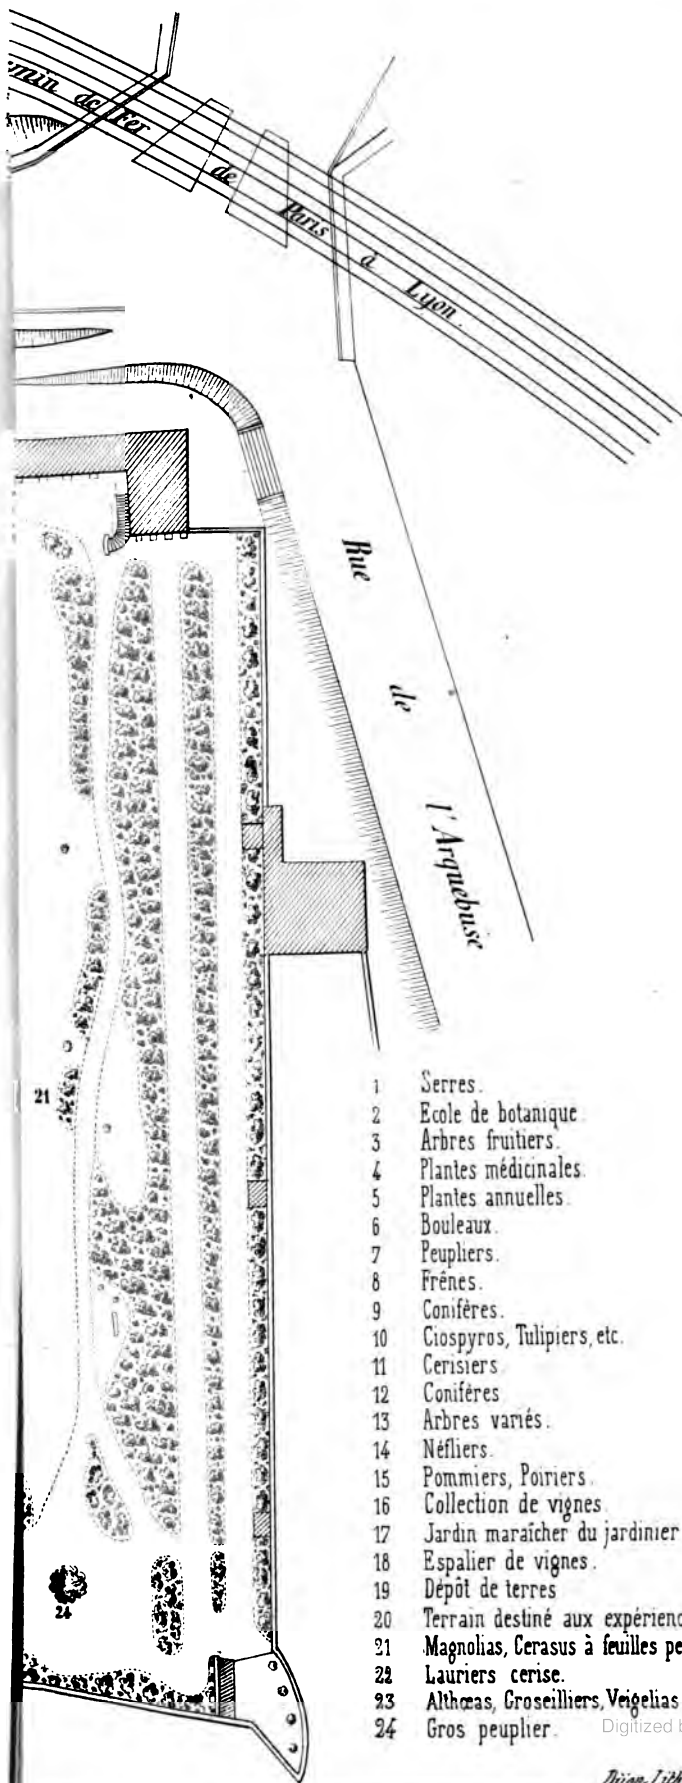 de Fer
de
Paris
à
Lyon.
Rue
de
l'Arquebuse
21
24
1 Serres.
2 Ecole de botanique.
3 Arbres fruitiers.
4 Plantes médicinales.
5 Plantes annuelles.
6 Bouleaux.
7 Peupliers.
8 Frênes.
9 Conifères.
10 Ciospyros, Tulipiers, etc.
11 Cerisiers
12 Conifères
13 Arbres variés.
14 Néfliers.
15 Pommiers, Poiriers.
16 Collection de vignes
17 Jardin maraîcher du jardinier
18 Espalier de vignes.
19 Dépôt de terres
20 Terrain destiné aux expérienc
21 Magnolias, Cerasus à feuilles pe
22 Lauriers cerise.
23 Althœas, Groseilliers, Veigelias
24 Gros peuplier.
Digitized b